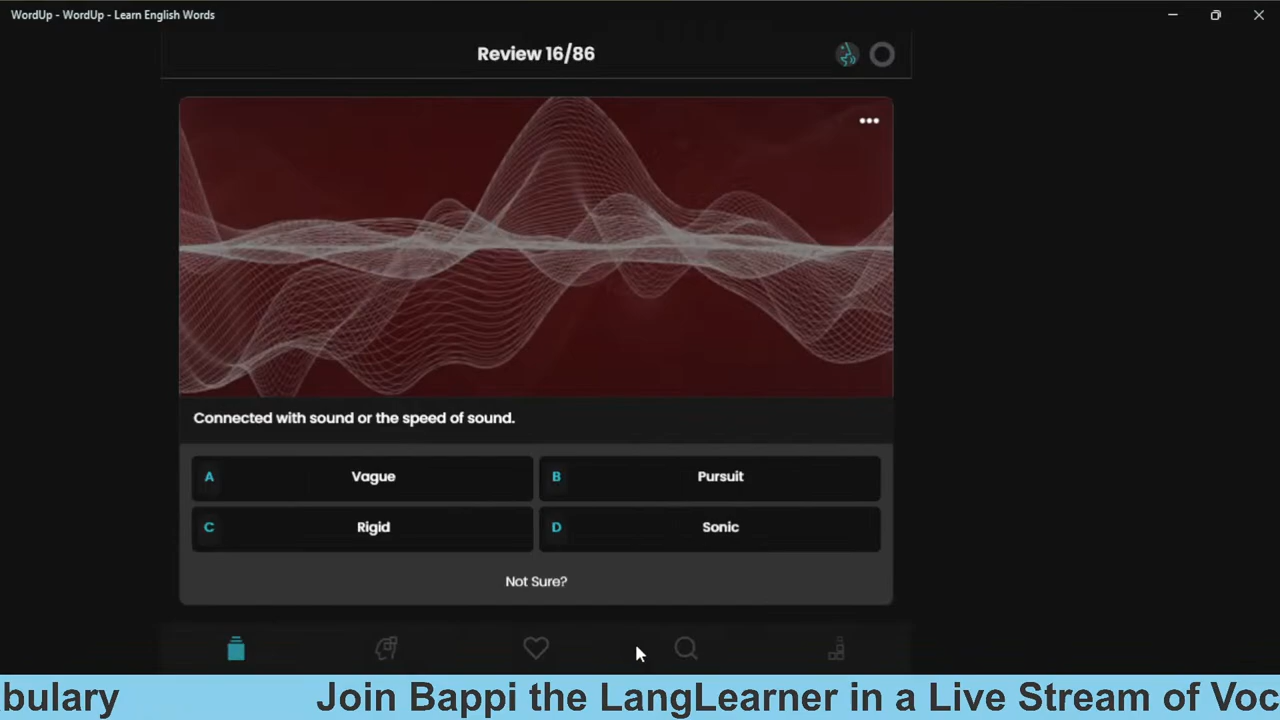 WordUp - WordUp - Learn English Words
Review 16/86
Connected with sound or the speed of sound.
A Vague
B Pursuit
C Rigid
D Sonic
Not Sure?
bulary Join Bappi the LangLearner in a Live Stream of Voc